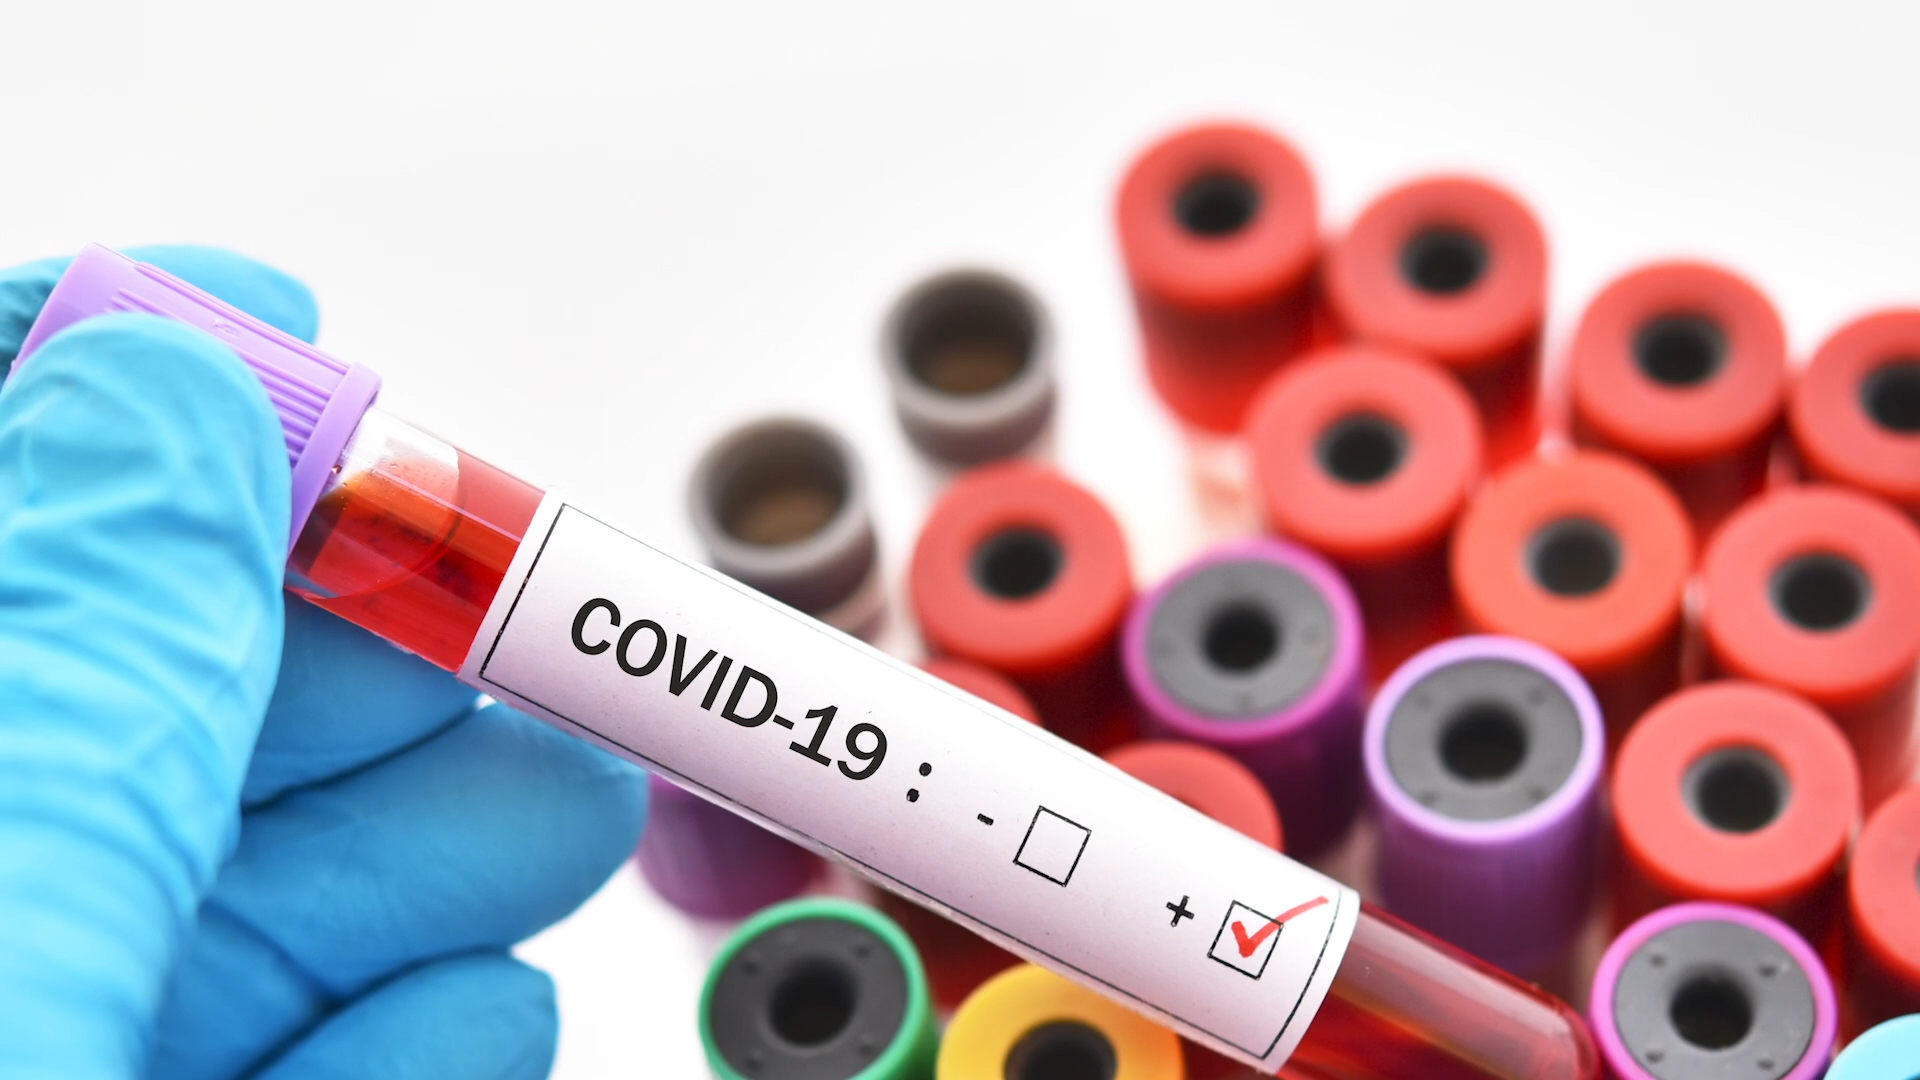 COVID-19 : - ☐ + ☑